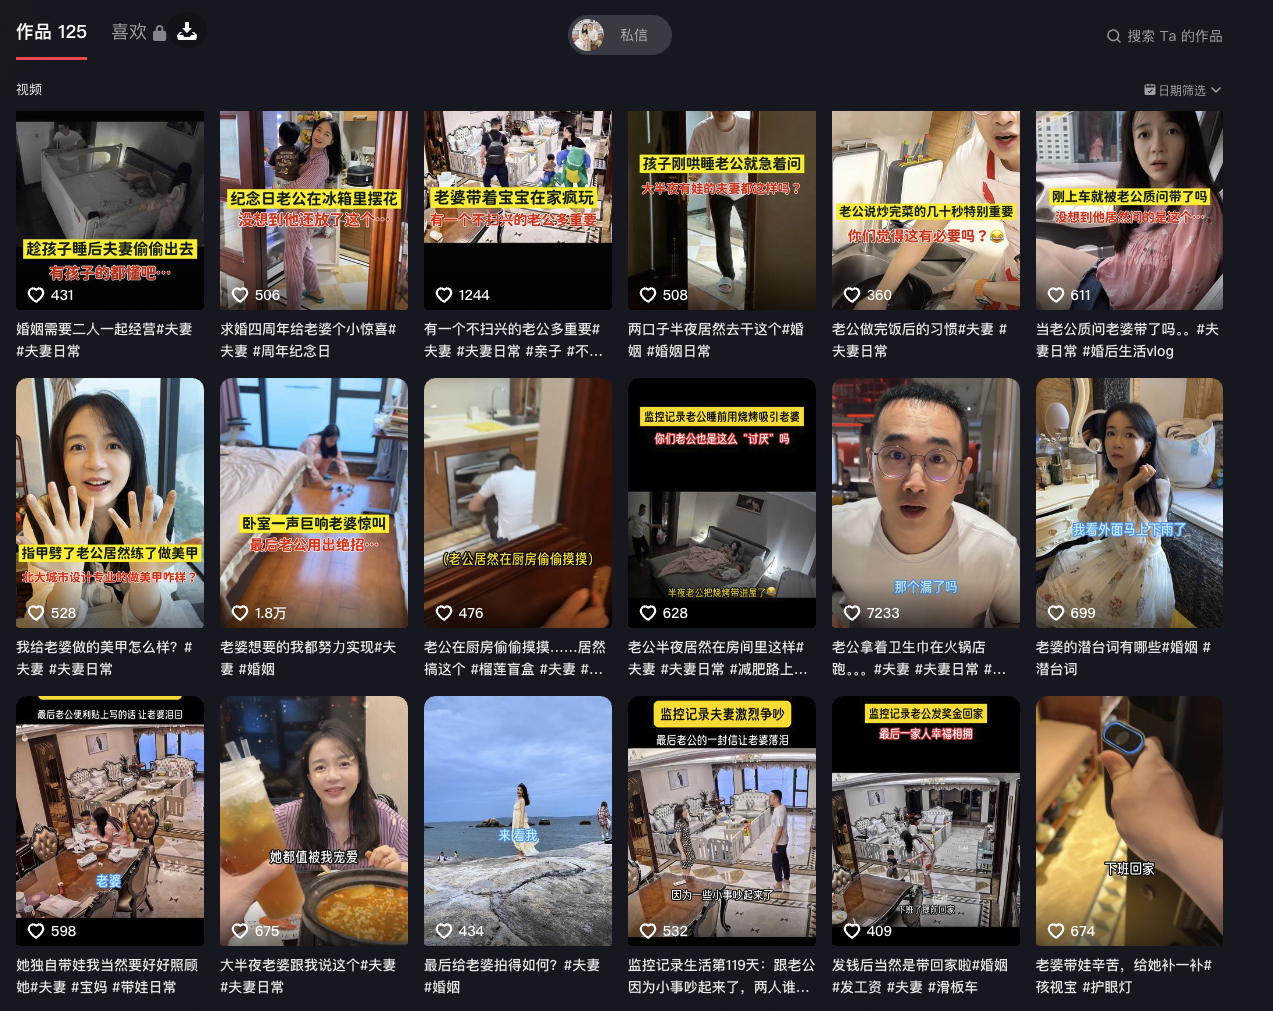 作品 125
喜欢
私信
搜索 Ta 的作品
视频
日期筛选
趁孩子睡后夫妻偷偷出去
有孩子的都懂吧…
431
婚姻需要二人一起经营#夫妻
#夫妻日常
纪念日老公在冰箱里摆花
没想到他还放了这个…
506
求婚四周年给老婆个小惊喜#
夫妻 #周年纪念日
老婆带着宝宝在家疯玩
有一个不扫兴的老公多重要
1244
有一个不扫兴的老公多重要#
夫妻 #夫妻日常 #亲子 #不...
孩子刚哄睡老公就急着问
大半夜有娃的夫妻都这样吗？
508
两口子半夜居然去干这个#婚
姻 #婚姻日常
老公说炒完菜的几十秒特别重要
你们觉得这有必要吗？😂
360
老公做完饭后的习惯#夫妻 #
夫妻日常
刚上车就被老公质问带了吗
没想到他居然问的是这个…
611
当老公质问老婆带了吗。。#夫
妻日常 #婚后生活vlog
指甲劈了老公居然练了做美甲
北大城市设计专业的做美甲咋样？
528
我给老婆做的美甲怎么样？#
夫妻 #夫妻日常
卧室一声巨响老婆惊叫
最后老公用出绝招…
1.8万
老婆想要的我都努力实现#夫
妻 #婚姻
（老公居然在厨房偷偷摸摸）
476
老公在厨房偷偷摸摸……居然
搞这个 #榴莲盲盒 #夫妻 #...
监控记录老公睡前用烧烤吸引老婆
你们老公也是这么“讨厌”吗
半夜老公把烧烤带进屋了😂
628
老公半夜居然在房间里这样#
夫妻 #夫妻日常 #减肥路上...
那个漏了吗
7233
老公拿着卫生巾在火锅店
跑。。。#夫妻 #夫妻日常 #...
我看外面马上下雨了
699
老婆的潜台词有哪些#婚姻 #
潜台词
最后老公便利贴上写的话 让老婆泪目
老婆
598
她独自带娃我当然要好好照顾
她#夫妻 #宝妈 #带娃日常
她都值被我宠爱
675
大半夜老婆跟我说这个#夫妻
#夫妻日常
来看我
434
最后给老婆拍得如何？#夫妻
#婚姻
监控记录夫妻激烈争吵
最后老公的一封信让老婆落泪
因为一些小事吵起来了
532
监控记录生活第119天：跟老公
因为小事吵起来了，两人谁...
监控记录老公发奖金回家
最后一家人幸福相拥
下班了提前回家
409
发钱后当然是带回家啦#婚姻
#发工资 #夫妻 #滑板车
下班回家
674
老婆带娃辛苦，给她补一补#
孩视宝 #护眼灯